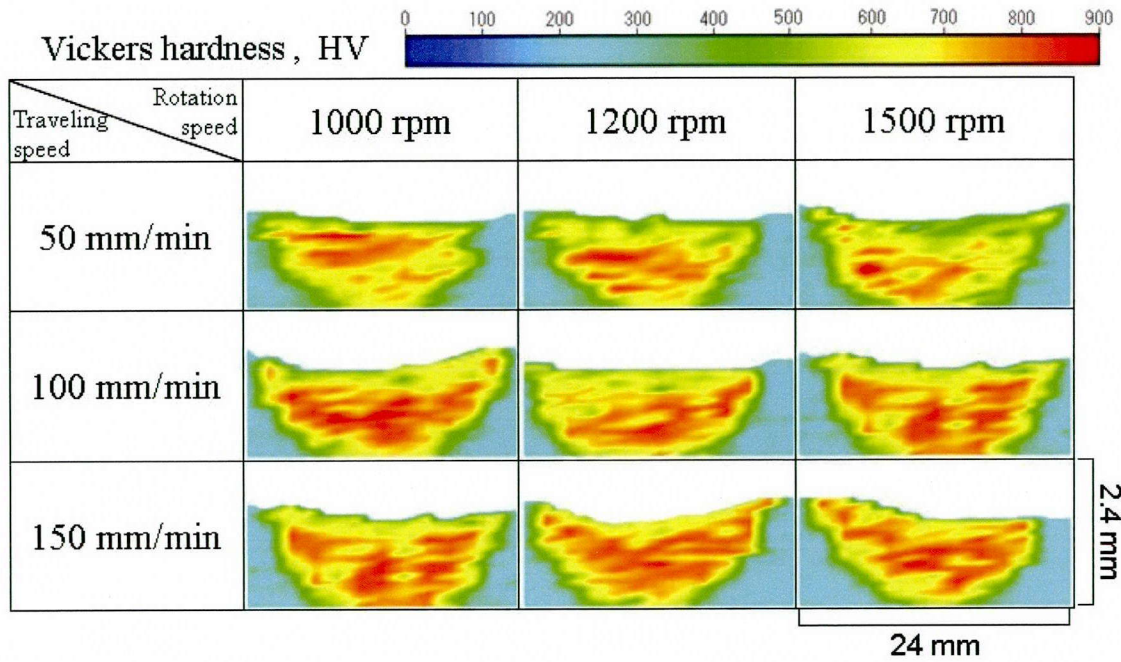 0 100 200 300 400 500 600 700 800 900
Vickers hardness , HV
Rotation
speed
Traveling
speed
1000 rpm
1200 rpm
1500 rpm
50 mm/min
100 mm/min
150 mm/min
2.4 mm
24 mm